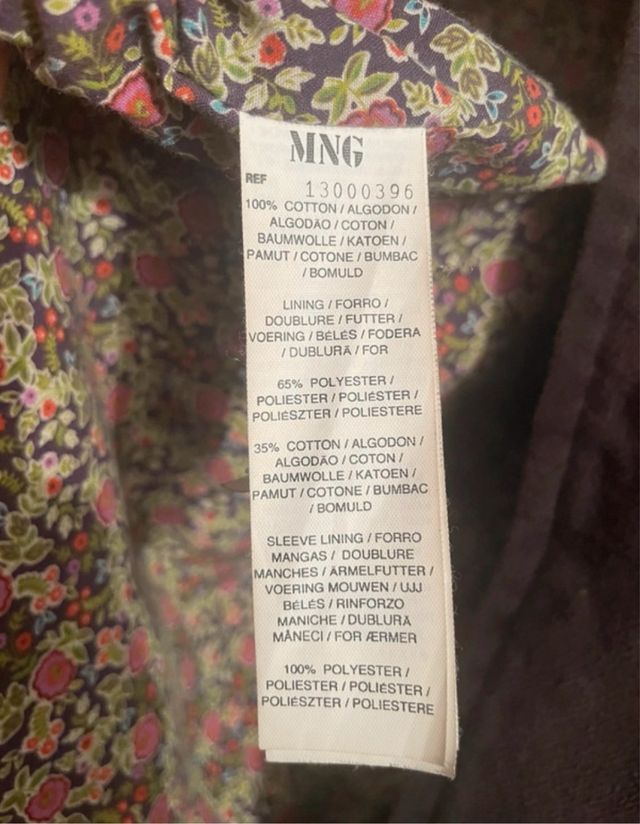 MNG
REF 13000396
100% COTTON / ALGODON /
ALGODÃO / COTON /
BAUMWOLLE / KATOEN /
PAMUT / COTONE / BUMBAC
/ BOMULD
LINING / FORRO /
DOUBLURE / FUTTER /
VOERING / BÉLÉS / FODERA
/ DUBLURĂ / FOR
65% POLYESTER /
POLIESTER / POLIÉSTER /
POLIÉSZTER / POLIESTERE
35% COTTON / ALGODON /
ALGODÃO / COTON /
BAUMWOLLE / KATOEN /
PAMUT / COTONE / BUMBAC
/ BOMULD
SLEEVE LINING / FORRO
MANGAS / DOUBLURE
MANCHES / ÄRMELFUTTER /
VOERING MOUWEN / UJJ
BÉLÉS / RINFORZO
MANICHE / DUBLURĂ
MÂNECI / FOR ÆRMER
100% POLYESTER /
POLIESTER / POLIÉSTER /
POLIÉSZTER / POLIESTERE